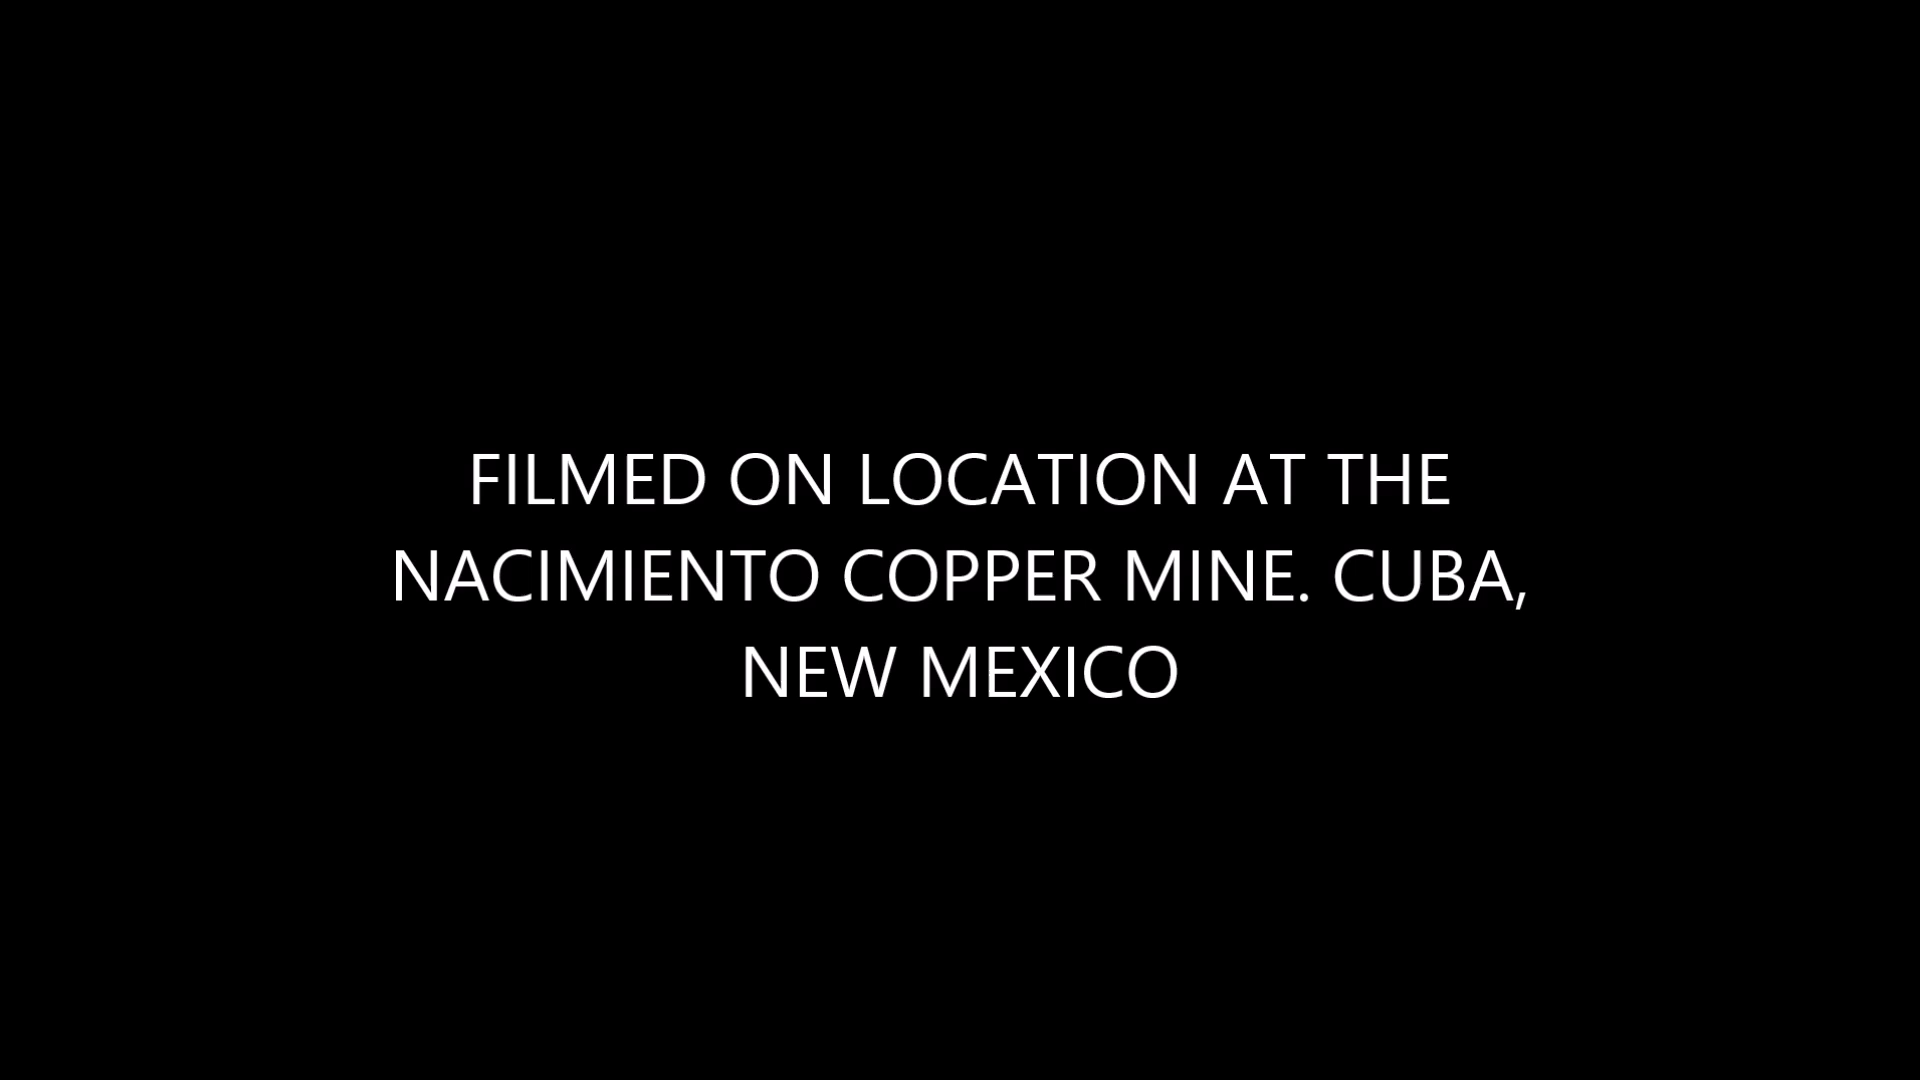 FILMED ON LOCATION AT THE
NACIMIENTO COPPER MINE. CUBA,
NEW MEXICO